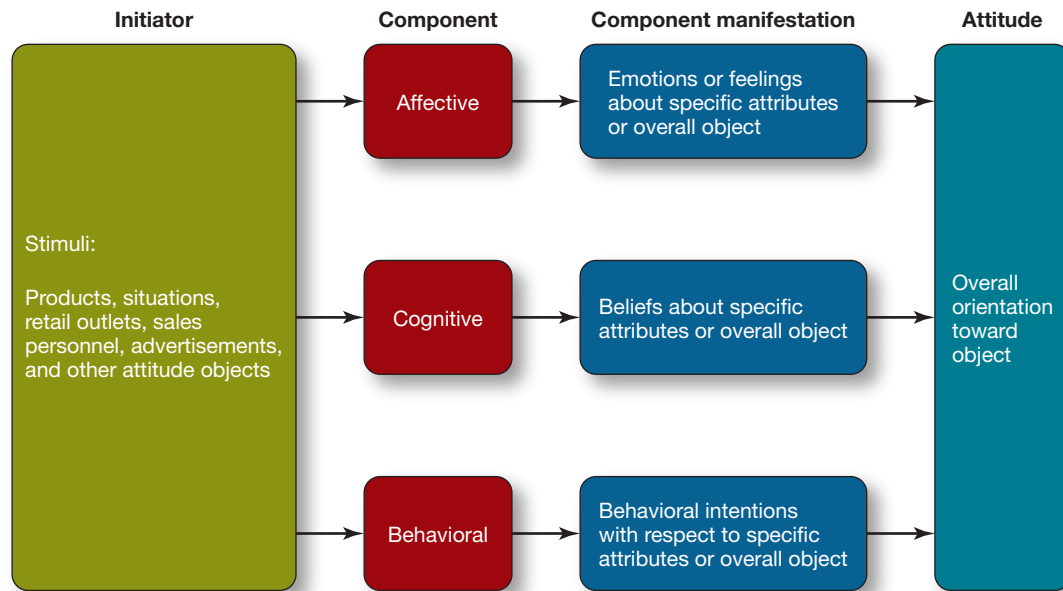 Initiator
Component
Component manifestation
Attitude
Stimuli:
Products, situations,
retail outlets, sales
personnel, advertisements,
and other attitude objects
Affective
Emotions or feelings
about specific attributes
or overall object
Cognitive
Beliefs about specific
attributes or overall object
Behavioral
Behavioral intentions
with respect to specific
attributes or overall object
Overall
orientation
toward
object